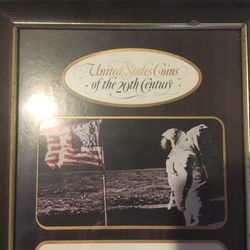 United States Coins
of the 20th Century